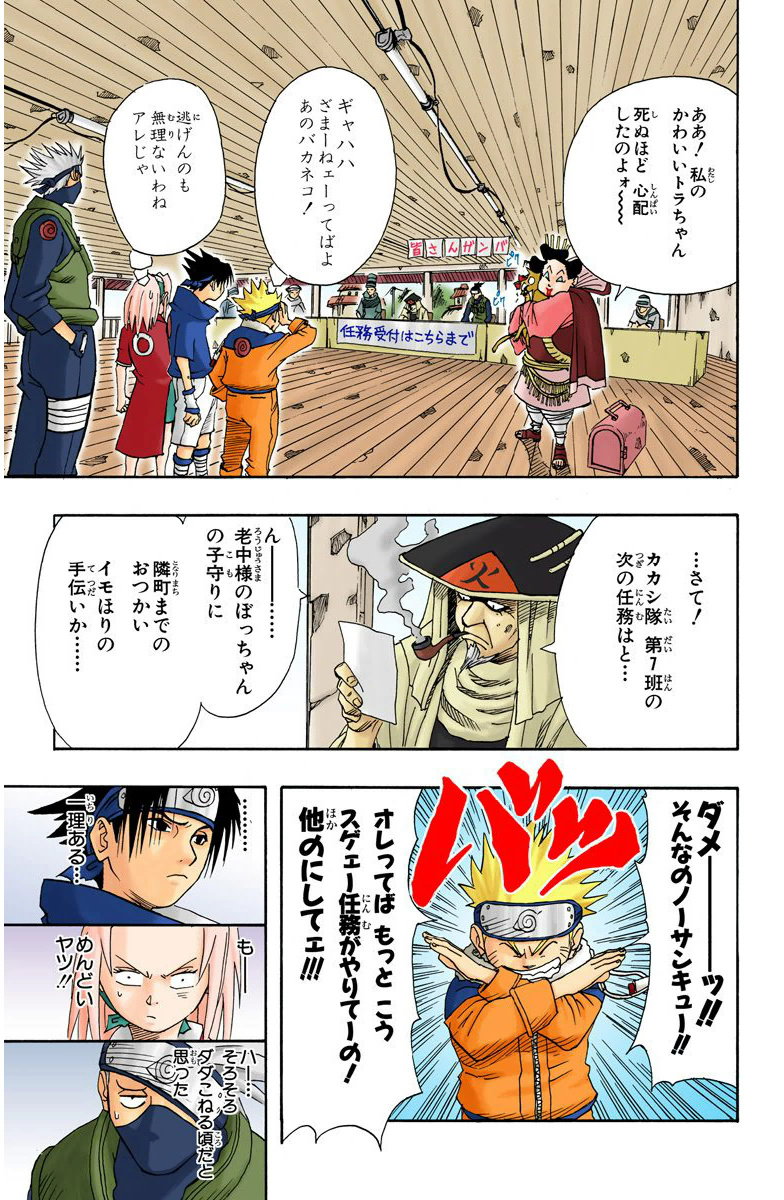 ああ！私の
かわいいトラちゃん
死ぬほど心配
したのよォ～～
ギャハハ
ざまーねェーってばよ
あのバカネコ！
逃げんのも
無理ないわね
アレじゃ
皆さんガンバ
任務受付はこちらまで
…さて！
カカシ隊 第7班の
次の任務はと…
ん―………
老中様のぼっちゃん
の子守りに
隣町までの
おつかい
イモほりの
手伝いか……
火
ダメ――ッ!!
そんなのノーサンキュー!!
バッッ
オレってば もっと こう
スゲェー任務がやりてーの！
他のにしてェ!!!
…………
一理ある…
も――
めんどい
ヤツ!!
ハー…
そろそろ
ダダこねる頃だと
思った